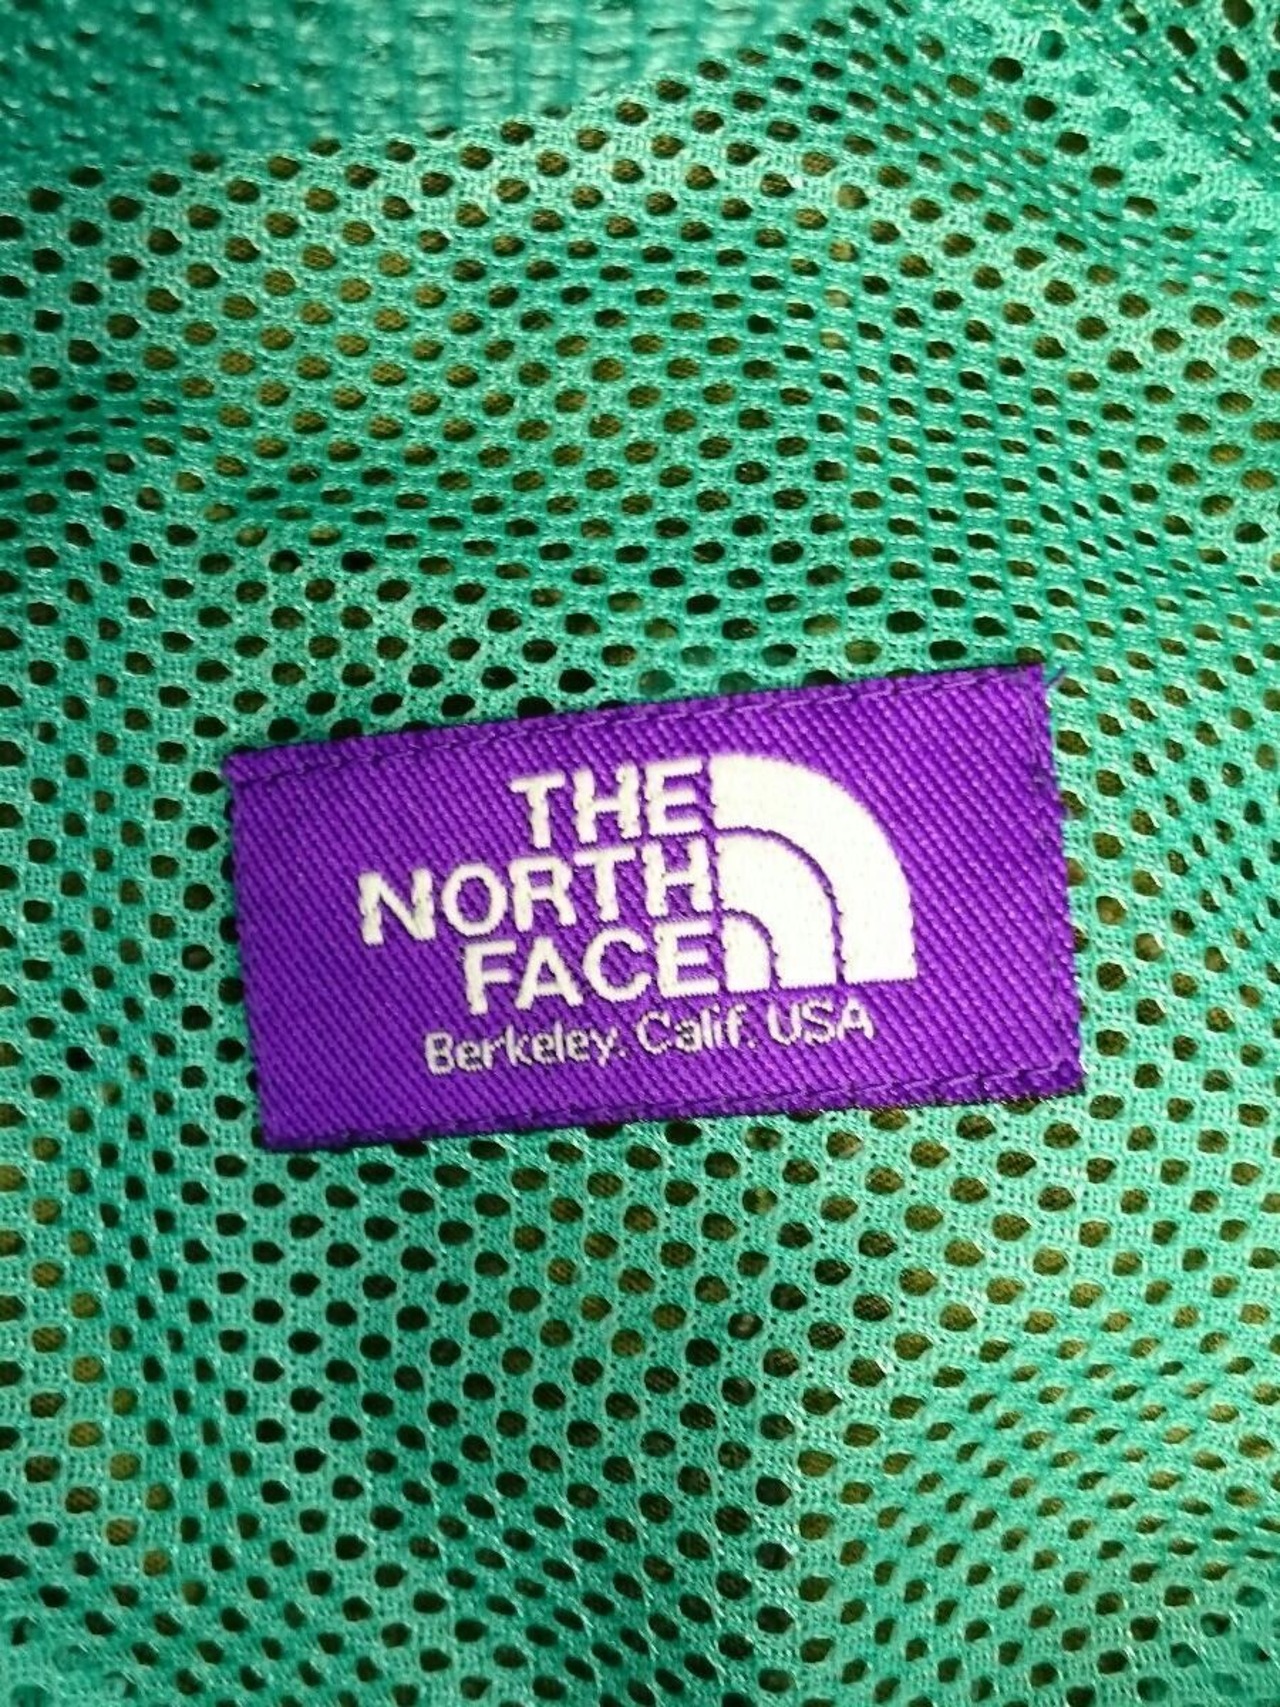 THE
NORTH
FACE
Berkeley. Calif. USA